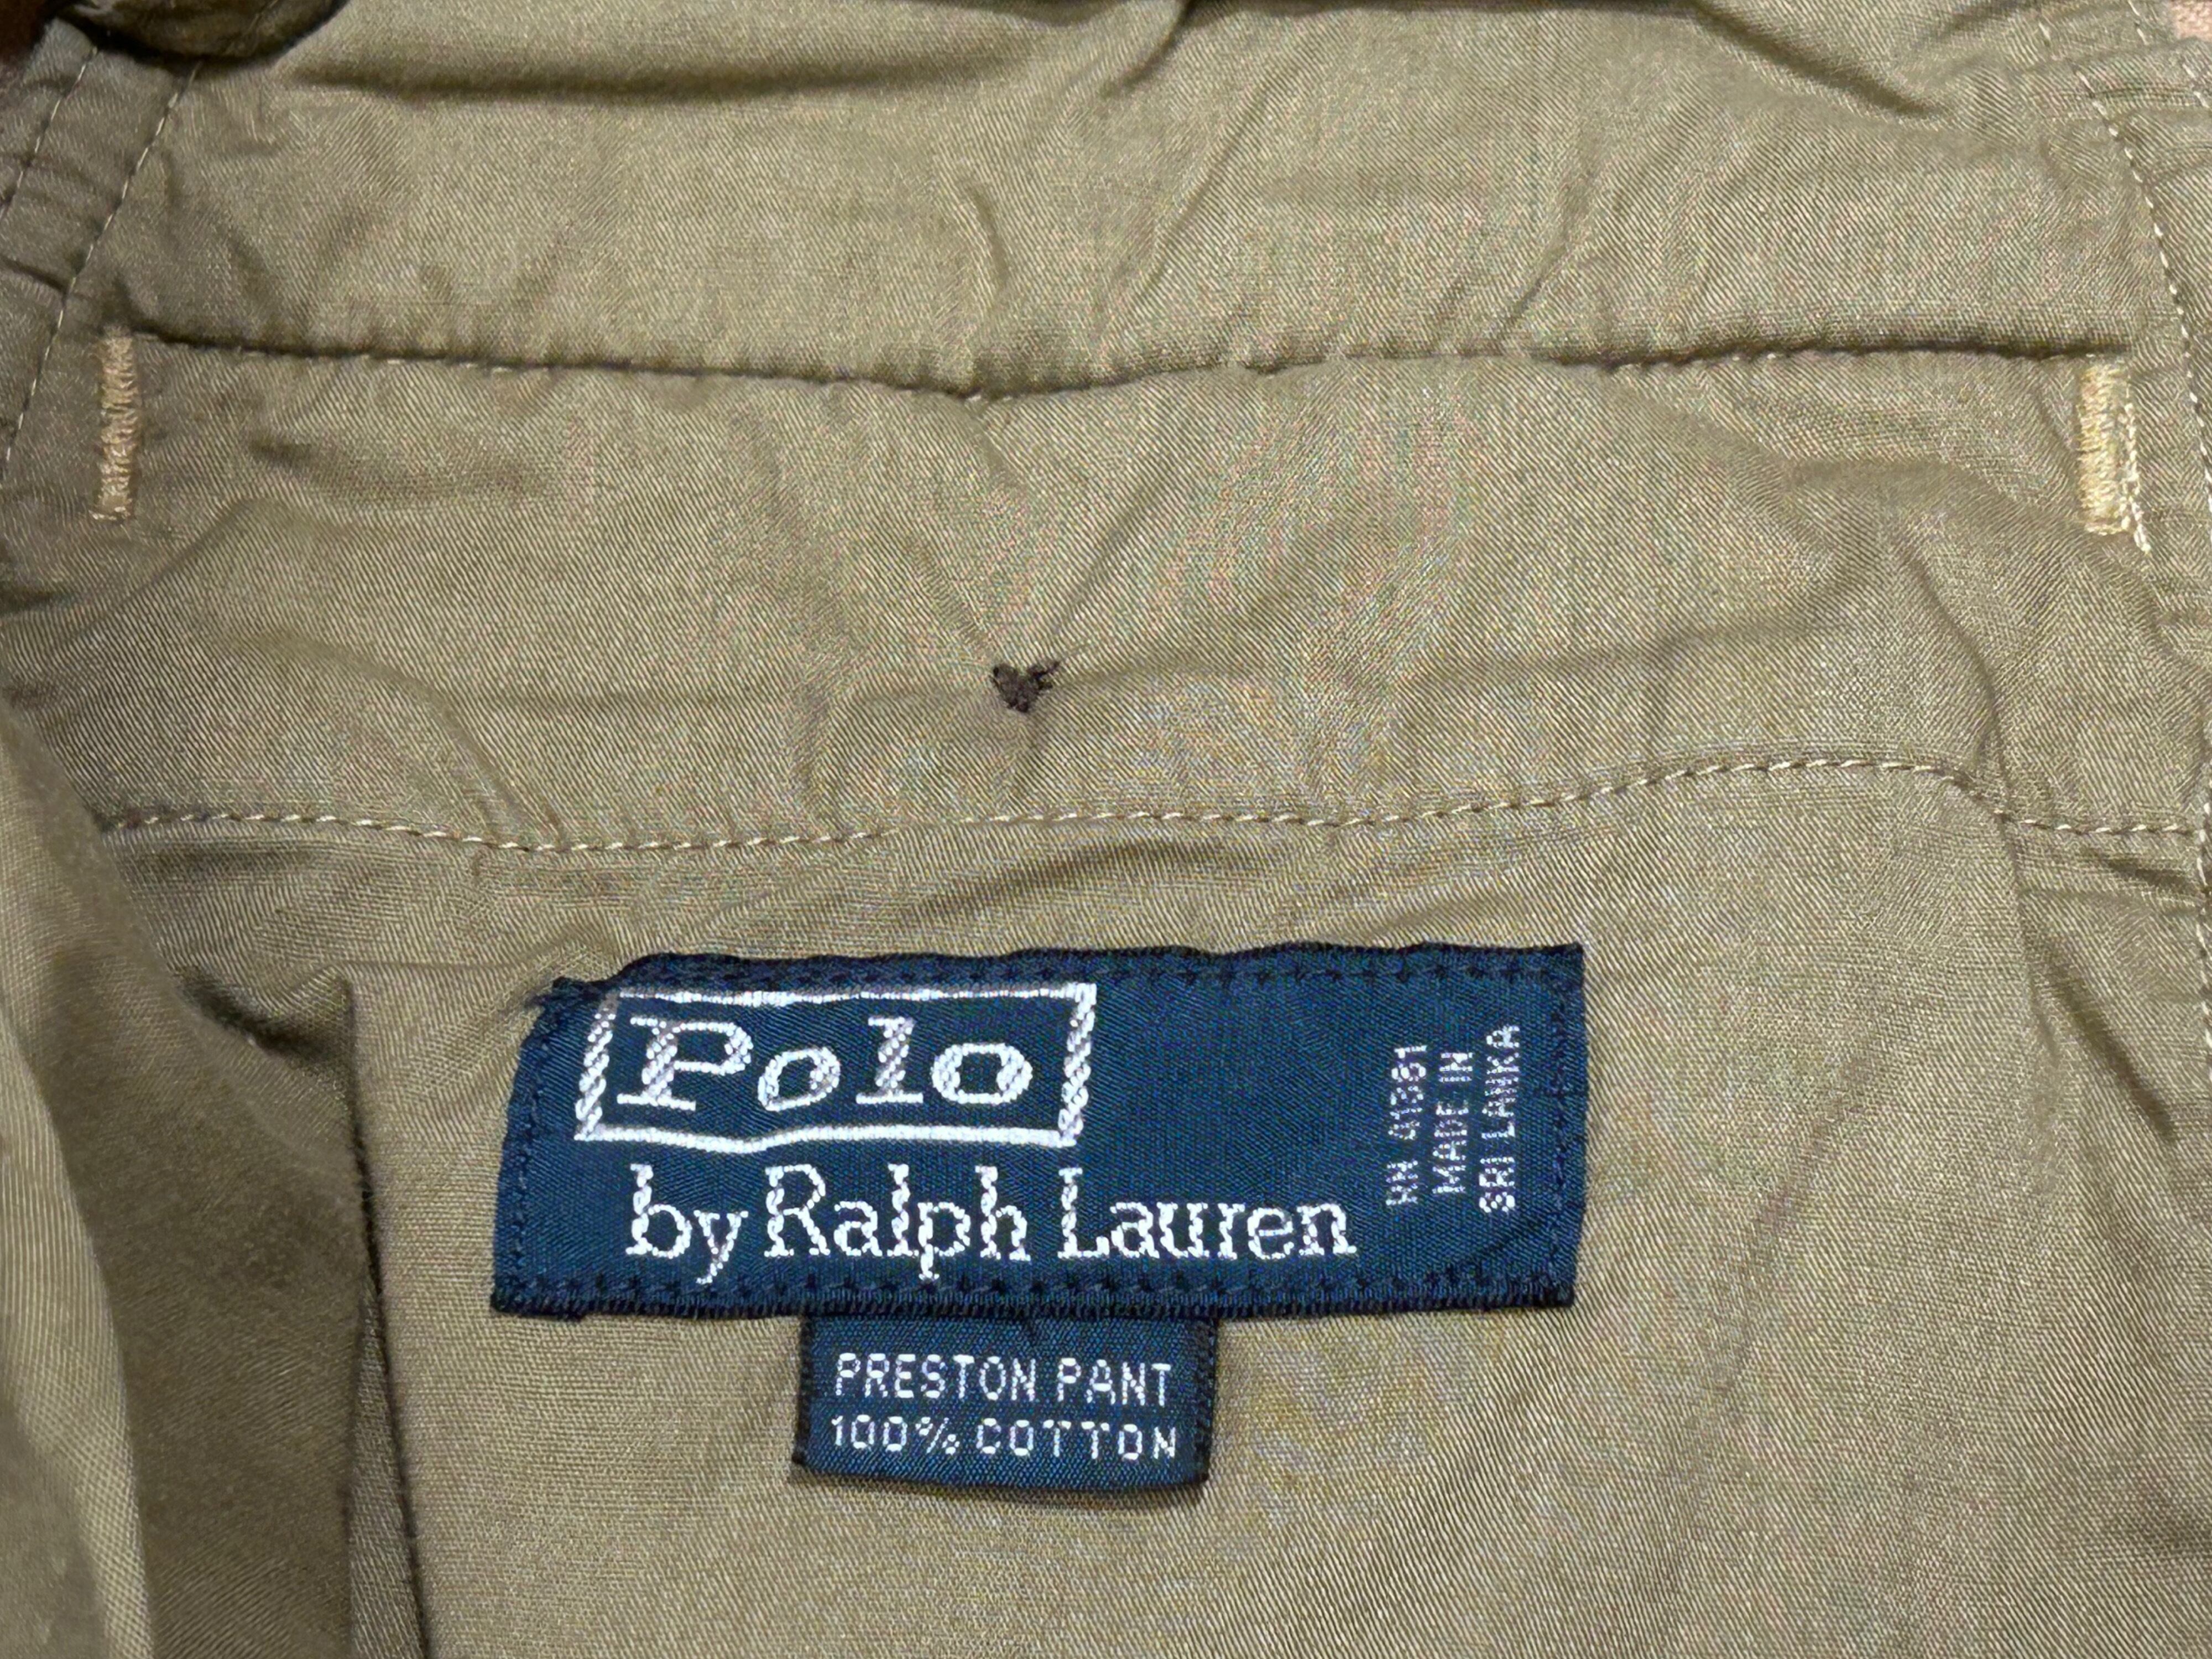 Polo
by Ralph Lauren
RN 41381
MADE IN
SRI LANKA
PRESTON PANT
100% COTTON